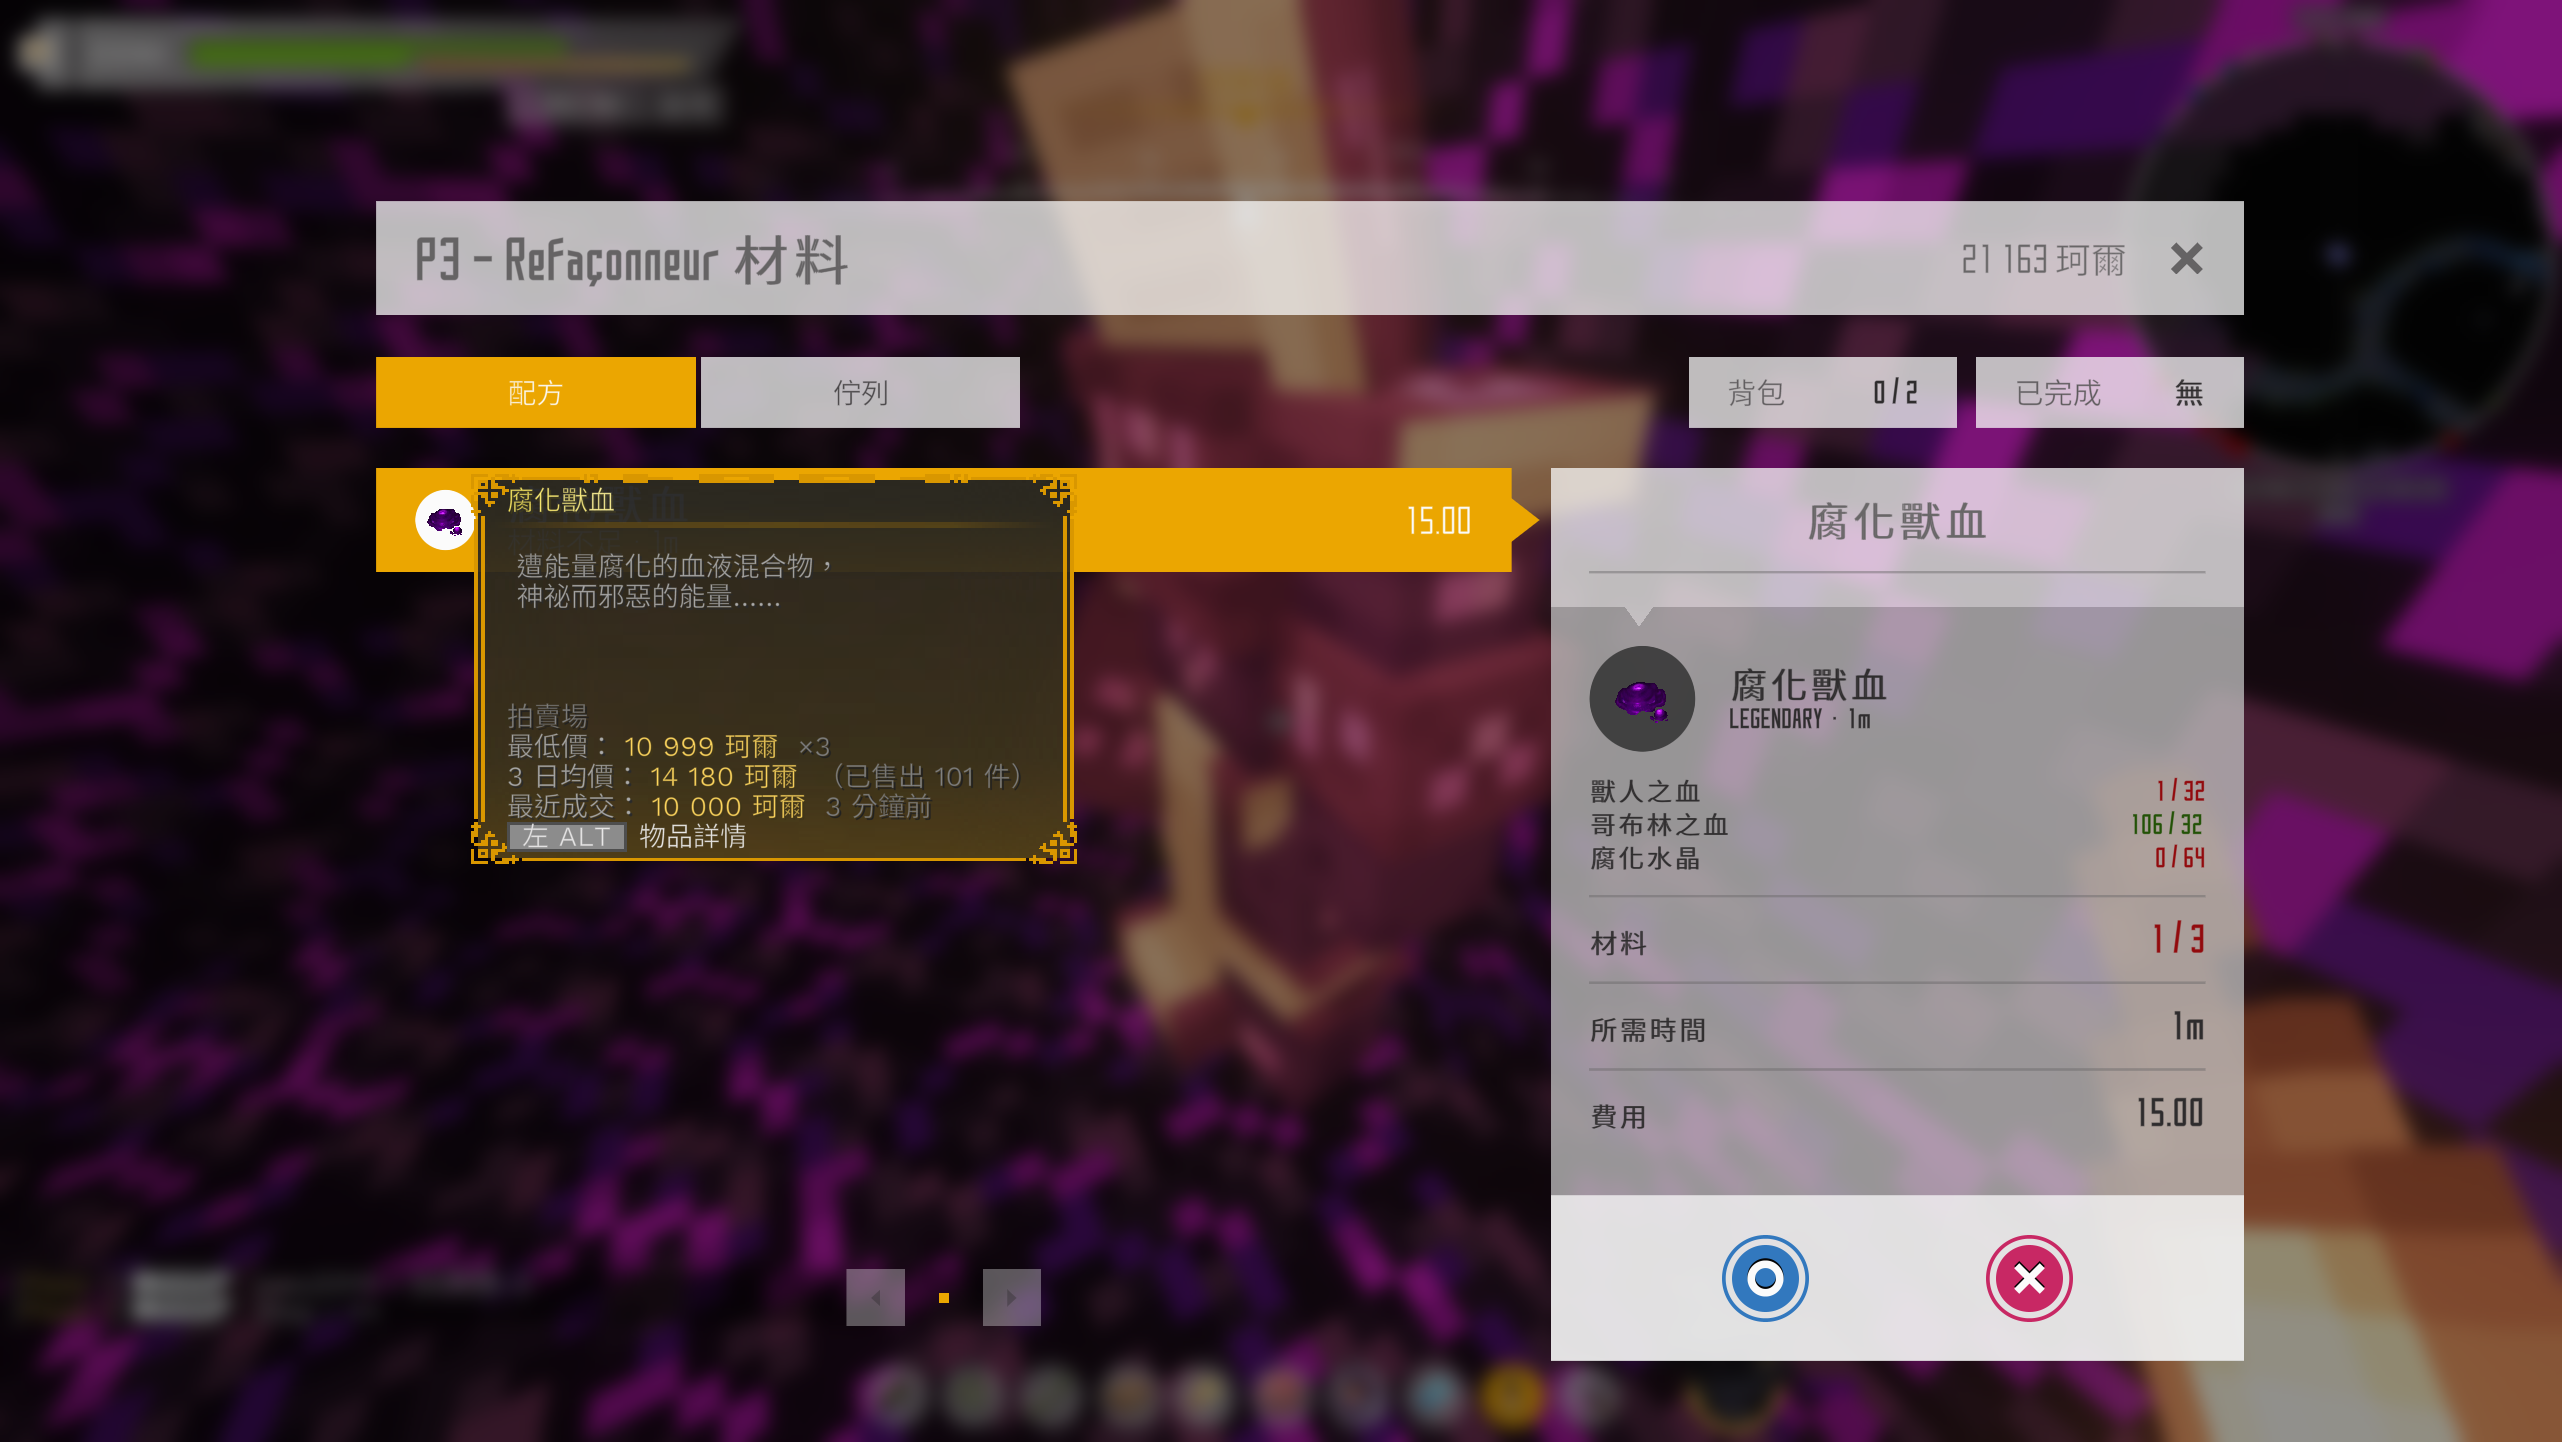 P3 - Refaçonneur 材料
21 163 珂爾
配方
佇列
背包 0/2
已完成 無
15.00
腐化獸血
遭能量腐化的血液混合物，
神祕而邪惡的能量......
拍賣場
最低價： 10 999 珂爾 ×3
3 日均價： 14 180 珂爾 （已售出 101 件）
最近成交： 10 000 珂爾 3 分鐘前
左 ALT 物品詳情
腐化獸血
腐化獸血
LEGENDARY · 1m
獸人之血 1/32
哥布林之血 106/32
腐化水晶 0/64
材料 1/3
所需時間 1m
費用 15.00